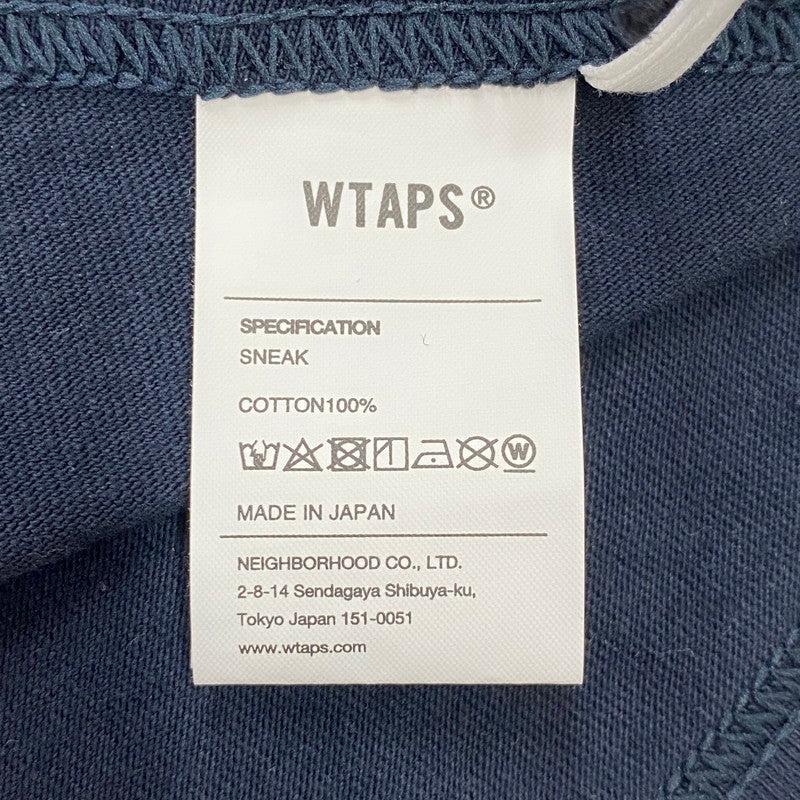 WTAPS®
SPECIFICATION
SNEAK
COTTON100%
W
MADE IN JAPAN
NEIGHBORHOOD CO., LTD.
2-8-14 Sendagaya Shibuya-ku,
Tokyo Japan 151-0051
www.wtaps.com